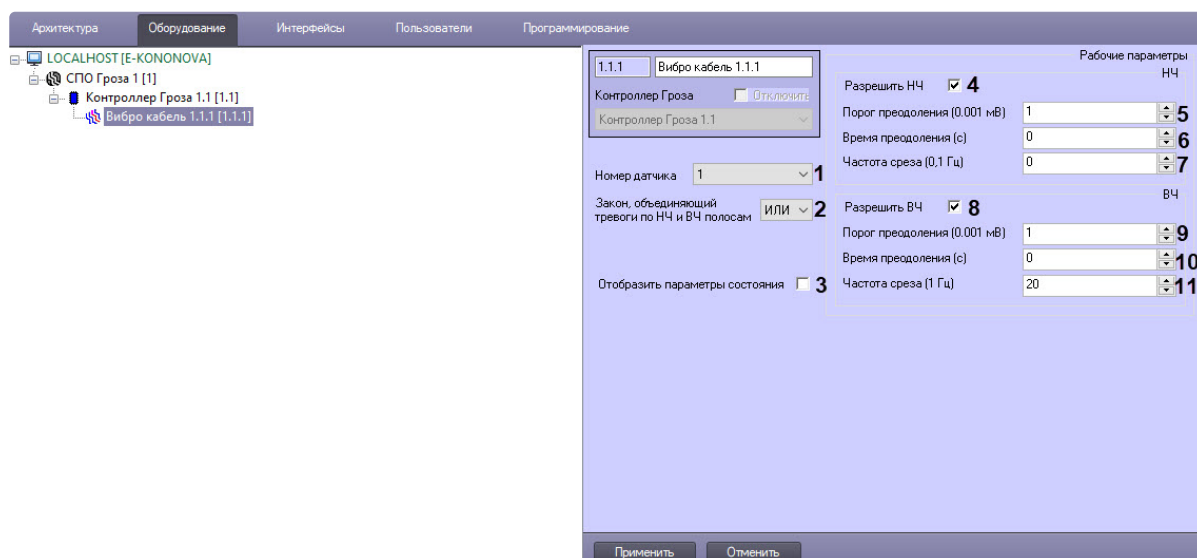 Архитектура Оборудование Интерфейсы Пользователи Программирование
LOCALHOST [E-KONONOVA]
СПО Гроза 1 [1]
Контроллер Гроза 1.1 [1.1]
Вибро кабель 1.1.1 [1.1.1]
1.1.1 Вибро кабель 1.1.1
Контроллер Гроза Отключить
Контроллер Гроза 1.1
Номер датчика 1 1
Закон, объединяющий
тревоги по НЧ и ВЧ полосам ИЛИ 2
Отобразить параметры состояния 3
Рабочие параметры
НЧ
Разрешить НЧ 4
Порог преодоления (0.001 мВ) 1 5
Время преодоления (с) 0 6
Частота среза (0,1 Гц) 0 7
ВЧ
Разрешить ВЧ 8
Порог преодоления (0.001 мВ) 1 9
Время преодоления (с) 0 10
Частота среза (1 Гц) 20 11
Применить Отменить